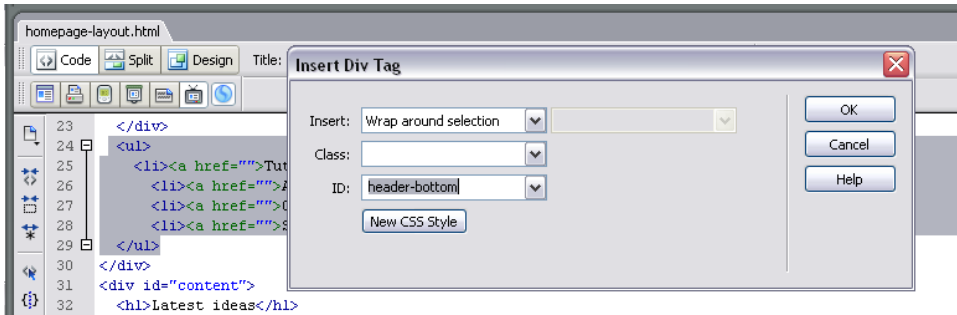 homepage-layout.html
Code Split Design Title:
Insert Div Tag
Insert: Wrap around selection
Class:
ID: header-bottom
New CSS Style
OK
Cancel
Help
23 </div>
24 <ul>
25 <li><a href="">Tut
26 <li><a href="">
27 <li><a href="">
28 <li><a href="">
29 </ul>
30 </div>
31 <div id="content">
32 <h1>Latest ideas</h1>